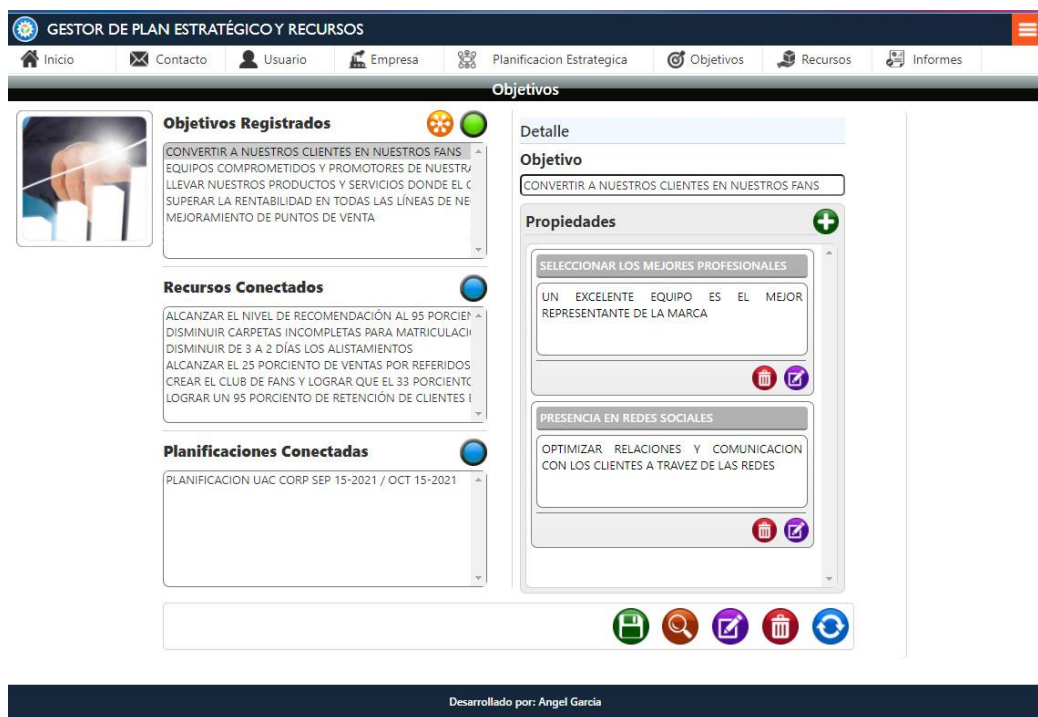 GESTOR DE PLAN ESTRATÉGICO Y RECURSOS
Inicio
Contacto
Usuario
Empresa
Planificacion Estrategica
Objetivos
Recursos
Informes
Objetivos
Objetivos Registrados
CONVERTIR A NUESTROS CLIENTES EN NUESTROS FANS
EQUIPOS COMPROMETIDOS Y PROMOTORES DE NUESTRA
LLEVAR NUESTROS PRODUCTOS Y SERVICIOS DONDE EL
SUPERAR LA RENTABILIDAD EN TODAS LAS LÍNEAS DE
MEJORAMIENTO DE PUNTOS DE VENTA
Recursos Conectados
ALCANZAR EL NIVEL DE RECOMENDACIÓN AL 95
DISMINUIR CARPETAS INCOMPLETAS PARA
DISMINUIR DE 3 A 2 DÍAS LOS ALISTAMIENTOS
ALCANZAR EL 25 PORCIENTO DE VENTAS POR REFERIDOS
CREAR EL CLUB DE FANS Y LOGRAR QUE EL 33
LOGRAR UN 95 PORCIENTO DE RETENCIÓN DE CLIENTES
Planificaciones Conectadas
PLANIFICACION UAC CORP SEP 15-2021 / OCT 15-2021
Detalle
Objetivo
CONVERTIR A NUESTROS CLIENTES EN NUESTROS FANS
Propiedades
SELECCIONAR LOS MEJORES PROFESIONALES
UN EXCELENTE EQUIPO ES EL MEJOR
REPRESENTANTE DE LA MARCA
PRESENCIA EN REDES SOCIALES
OPTIMIZAR RELACIONES Y COMUNICACION
CON LOS CLIENTES A TRAVEZ DE LAS REDES
Desarrollado por: Angel Garcia